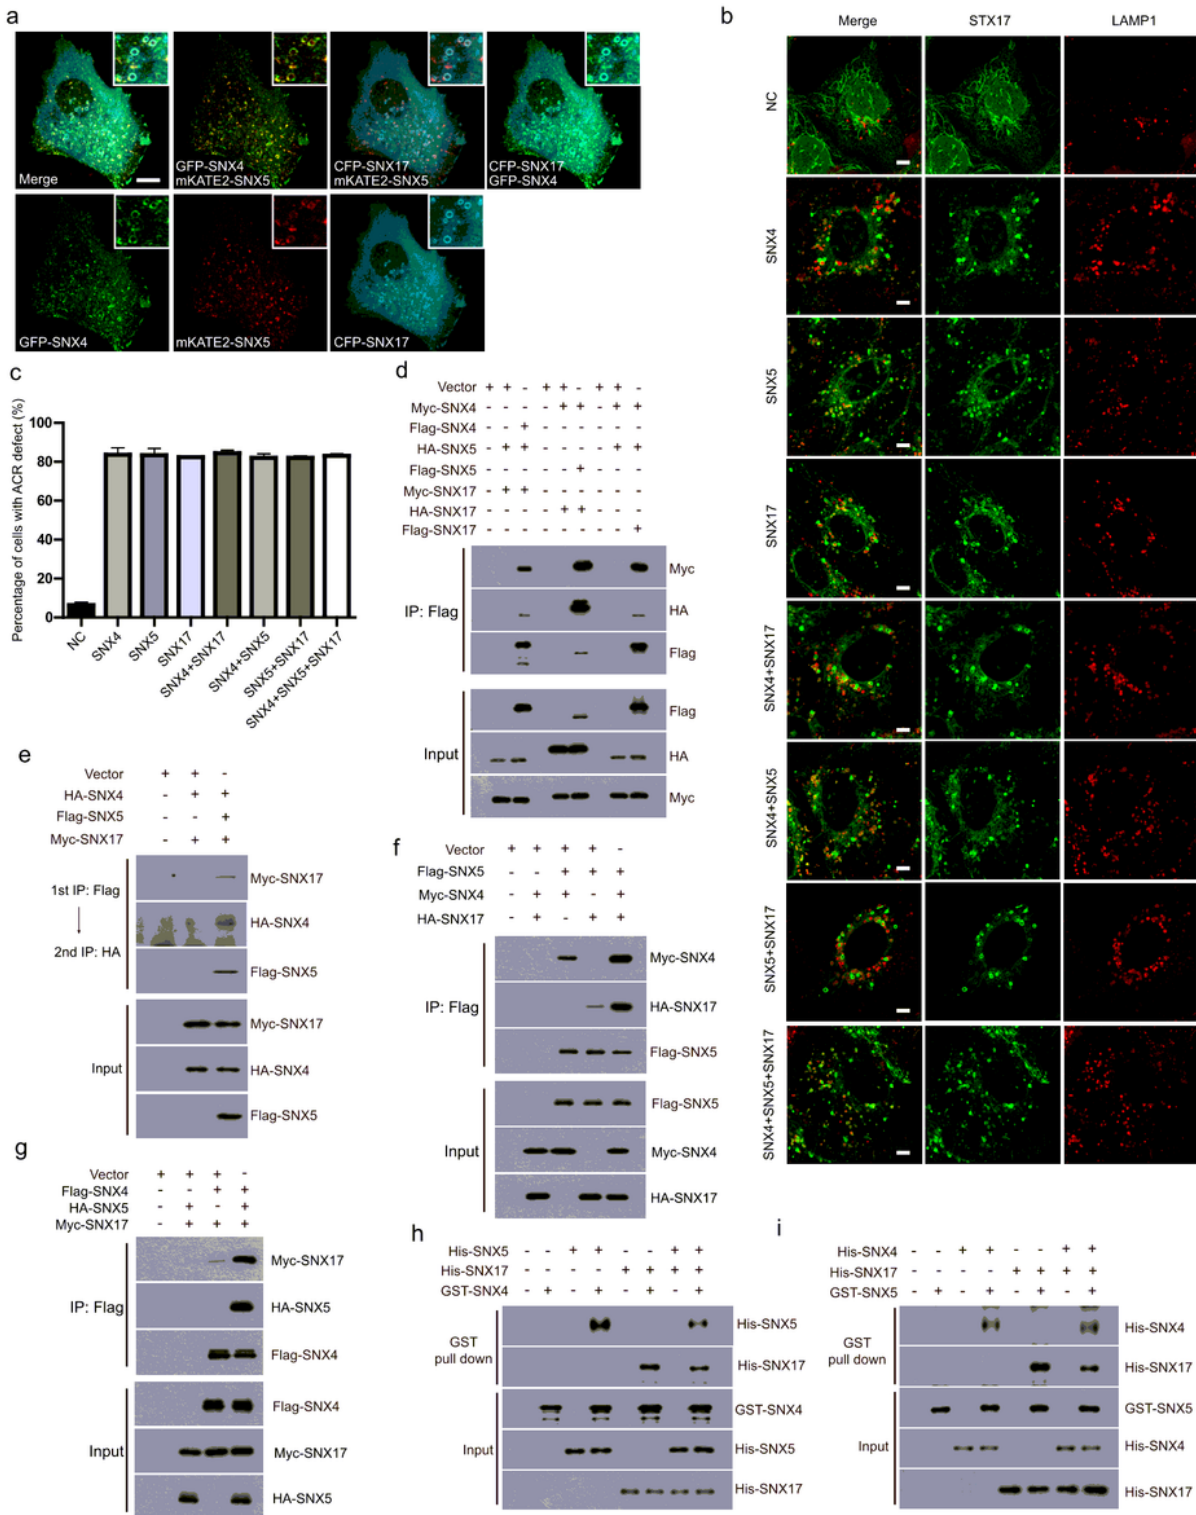 a
Merge
GFP-SNX4
mKATE2-SNX5
CFP-SNX17
mKATE2-SNX5
CFP-SNX17
GFP-SNX4
GFP-SNX4
mKATE2-SNX5
CFP-SNX17
b
Merge STX17 LAMP1
NC
SNX4
SNX5
SNX17
SNX4+SNX17
SNX4+SNX5
SNX5+SNX17
SNX4+SNX5+SNX17
c
Percentage of cells with ACR defect (%)
100
80
60
40
20
0
NC
SNX4
SNX5
SNX17
SNX4+SNX17
SNX4+SNX5
SNX5+SNX17
SNX4+SNX5+SNX17
d
Vector + + - + + - + + -
Myc-SNX4 - - - - + + - + +
Flag-SNX4 - - + - - - - - -
HA-SNX5 - + + - - - - + +
Flag-SNX5 - - - - - + - - -
Myc-SNX17 - + + - - - - - -
HA-SNX17 - - - - + + - - -
Flag-SNX17 - - - - - - - - +
IP: Flag
Myc
HA
Flag
Input
Flag
HA
Myc
e
Vector + + -
HA-SNX4 - + +
Flag-SNX5 - - +
Myc-SNX17 - + +
1st IP: Flag
2nd IP: HA
Myc-SNX17
HA-SNX4
Flag-SNX5
Input
Myc-SNX17
HA-SNX4
Flag-SNX5
f
Vector + + + + -
Flag-SNX5 - - + + +
Myc-SNX4 - + + - +
HA-SNX17 - + - + +
IP: Flag
Myc-SNX4
HA-SNX17
Flag-SNX5
Input
Flag-SNX5
Myc-SNX4
HA-SNX17
g
Vector + + + -
Flag-SNX4 - - + +
HA-SNX5 - + - +
Myc-SNX17 - + + +
IP: Flag
Myc-SNX17
HA-SNX5
Flag-SNX4
Input
Flag-SNX4
Myc-SNX17
HA-SNX5
h
His-SNX5 - - + + - - + +
His-SNX17 - - - - + + + +
GST-SNX4 - + - + - + - +
GST
pull down
His-SNX5
His-SNX17
Input
GST-SNX4
His-SNX5
His-SNX17
i
His-SNX4 - - + + - - + +
His-SNX17 - - - - + + + +
GST-SNX5 - + - + - + - +
GST
pull down
His-SNX4
His-SNX17
Input
GST-SNX5
His-SNX4
His-SNX17